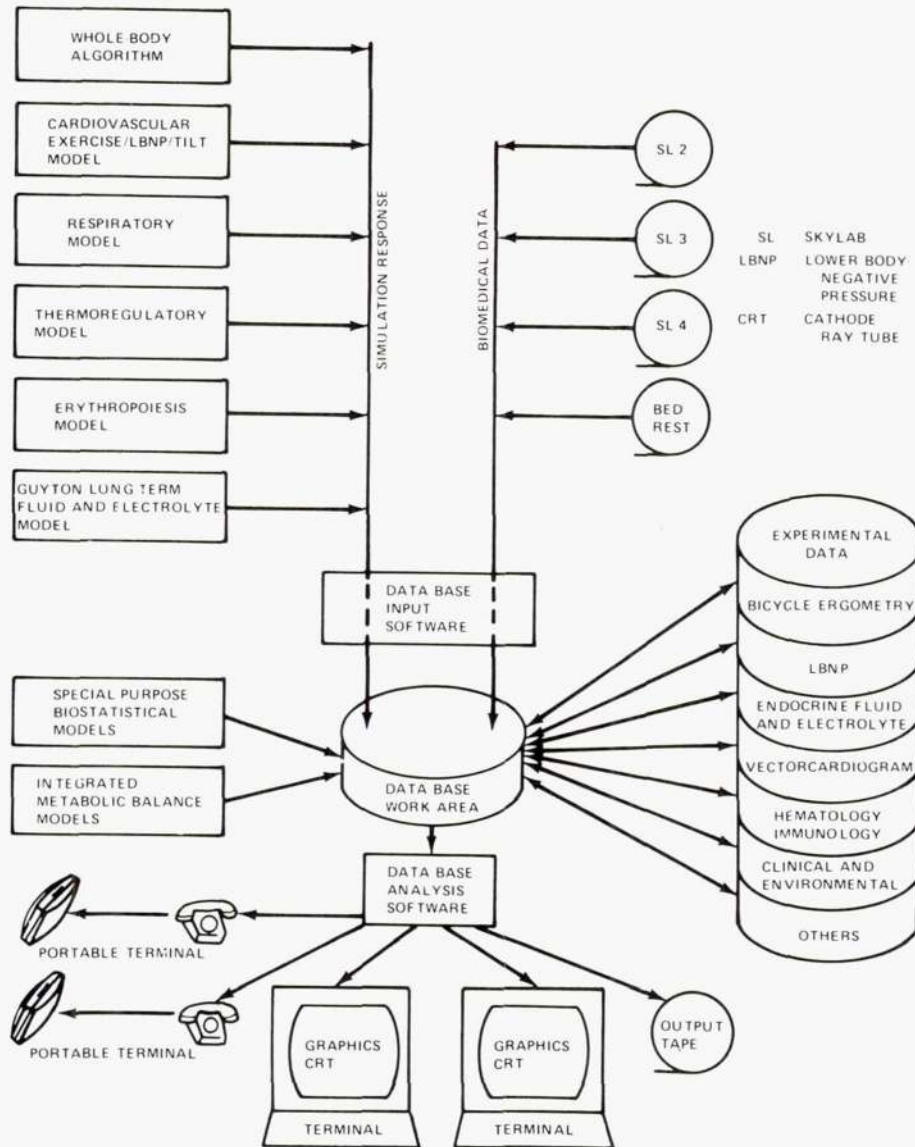 WHOLE BODY
ALGORITHM
CARDIOVASCULAR
EXERCISE/LBNP/TILT
MODEL
RESPIRATORY
MODEL
THERMOREGULATORY
MODEL
ERYTHROPOIESIS
MODEL
GUYTON LONG TERM
FLUID AND ELECTROLYTE
MODEL
SIMULATION RESPONSE
BIOMEDICAL DATA
SL 2
SL 3
SL 4
BED
REST
SL SKYLAB
LBNP LOWER BODY
NEGATIVE
PRESSURE
CRT CATHODE
RAY TUBE
DATA BASE
INPUT
SOFTWARE
EXPERIMENTAL
DATA
BICYCLE ERGOMETRY
LBNP
ENDOCRINE FLUID
AND ELECTROLYTE
VECTORCARDIOGRAM
HEMATOLOGY
IMMUNOLOGY
CLINICAL AND
ENVIRONMENTAL
OTHERS
SPECIAL PURPOSE
BIOSTATISTICAL
MODELS
INTEGRATED
METABOLIC BALANCE
MODELS
DATA BASE
WORK AREA
DATA BASE
ANALYSIS
SOFTWARE
PORTABLE TERMINAL
PORTABLE TERMINAL
GRAPHICS
CRT
TERMINAL
GRAPHICS
CRT
TERMINAL
OUTPUT
TAPE